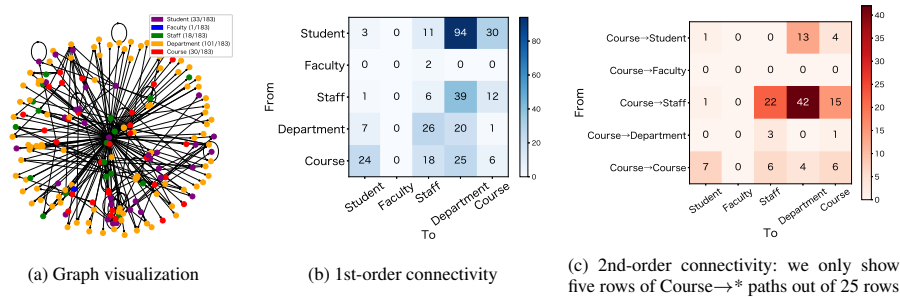 Student (33/183)
Faculty (1/183)
Staff (18/183)
Department (101/183)
Course (30/183)
(a) Graph visualization
From
Student 3 0 11 94 30
Faculty 0 0 2 0 0
Staff 1 0 6 39 12
Department 7 0 26 20 1
Course 24 0 18 25 6
Student Faculty Staff Department Course
To
80
60
40
20
0
(b) 1st-order connectivity
From
Course→Student 1 0 0 13 4
Course→Faculty 0 0 0 0 0
Course→Staff 1 0 22 42 15
Course→Department 0 0 3 0 1
Course→Course 7 0 6 4 6
Student Faculty Staff Department Course
To
40
35
30
25
20
15
10
5
0
(c) 2nd-order connectivity: we only show
five rows of Course→* paths out of 25 rows